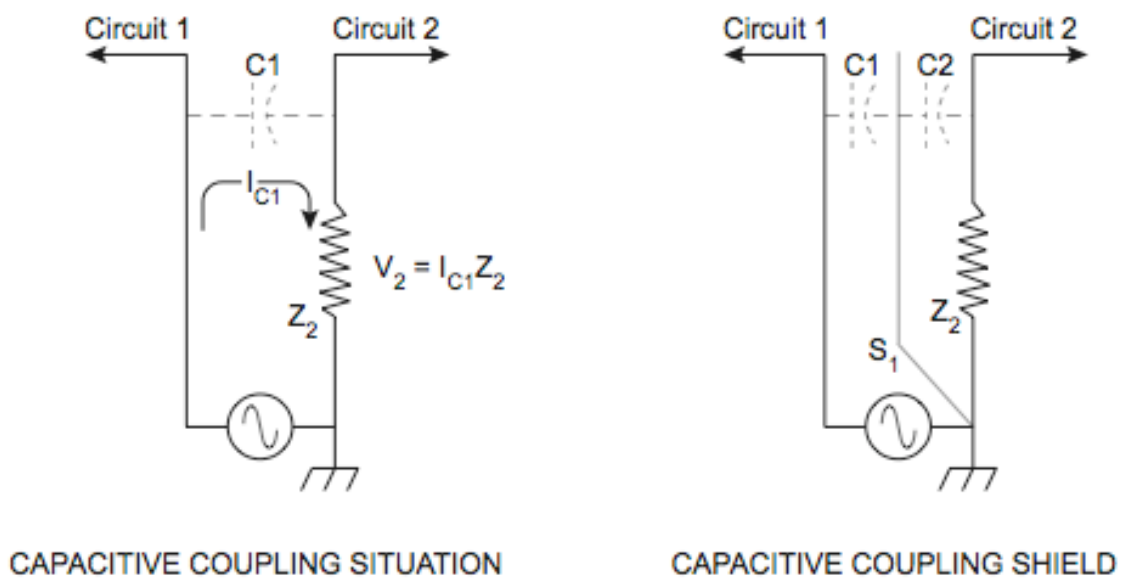 Circuit 1
Circuit 2
C1
I_C1
V_2 = I_C1Z_2
Z_2
CAPACITIVE COUPLING SITUATION
Circuit 1
Circuit 2
C1
C2
Z_2
S_1
CAPACITIVE COUPLING SHIELD